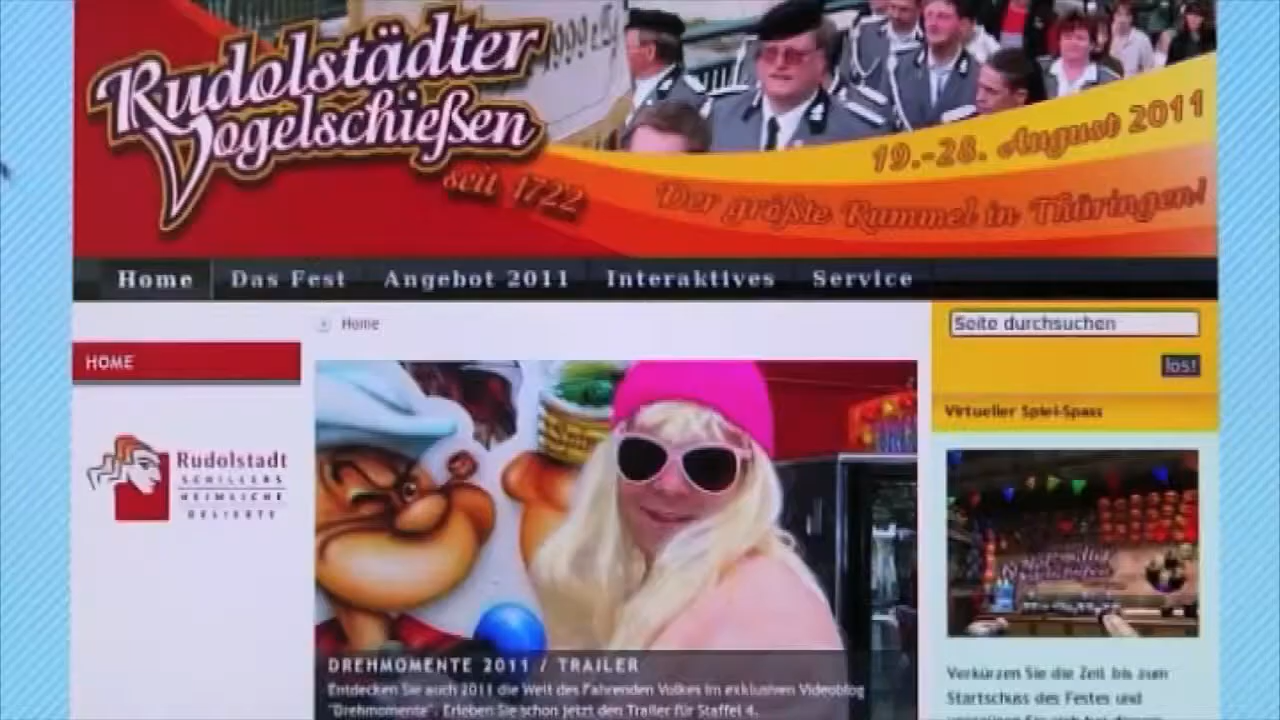 1999 e.V.
Rudolstädter
Vogelschießen
seit 1722
19.-28. August 2011
Der größte Rummel in Thüringen!
Home Das Fest Angebot 2011 Interaktives Service
Home
Seite durchsuchen
los!
HOME
Virtueller Spiel-Spass
Rudolstadt
SCHILLERS
HEIMLICHE
GELIEBTE
DREHMOMENTE 2011 / TRAILER
Entdecken Sie auch 2011 die Welt des Fahrenden Volkes im exklusiven Videoblog
"Drehmomente". Erleben Sie schon jetzt den Trailer für Staffel 4.
Verkürzen Sie die Zeit bis zum
Startschuss des Festes und